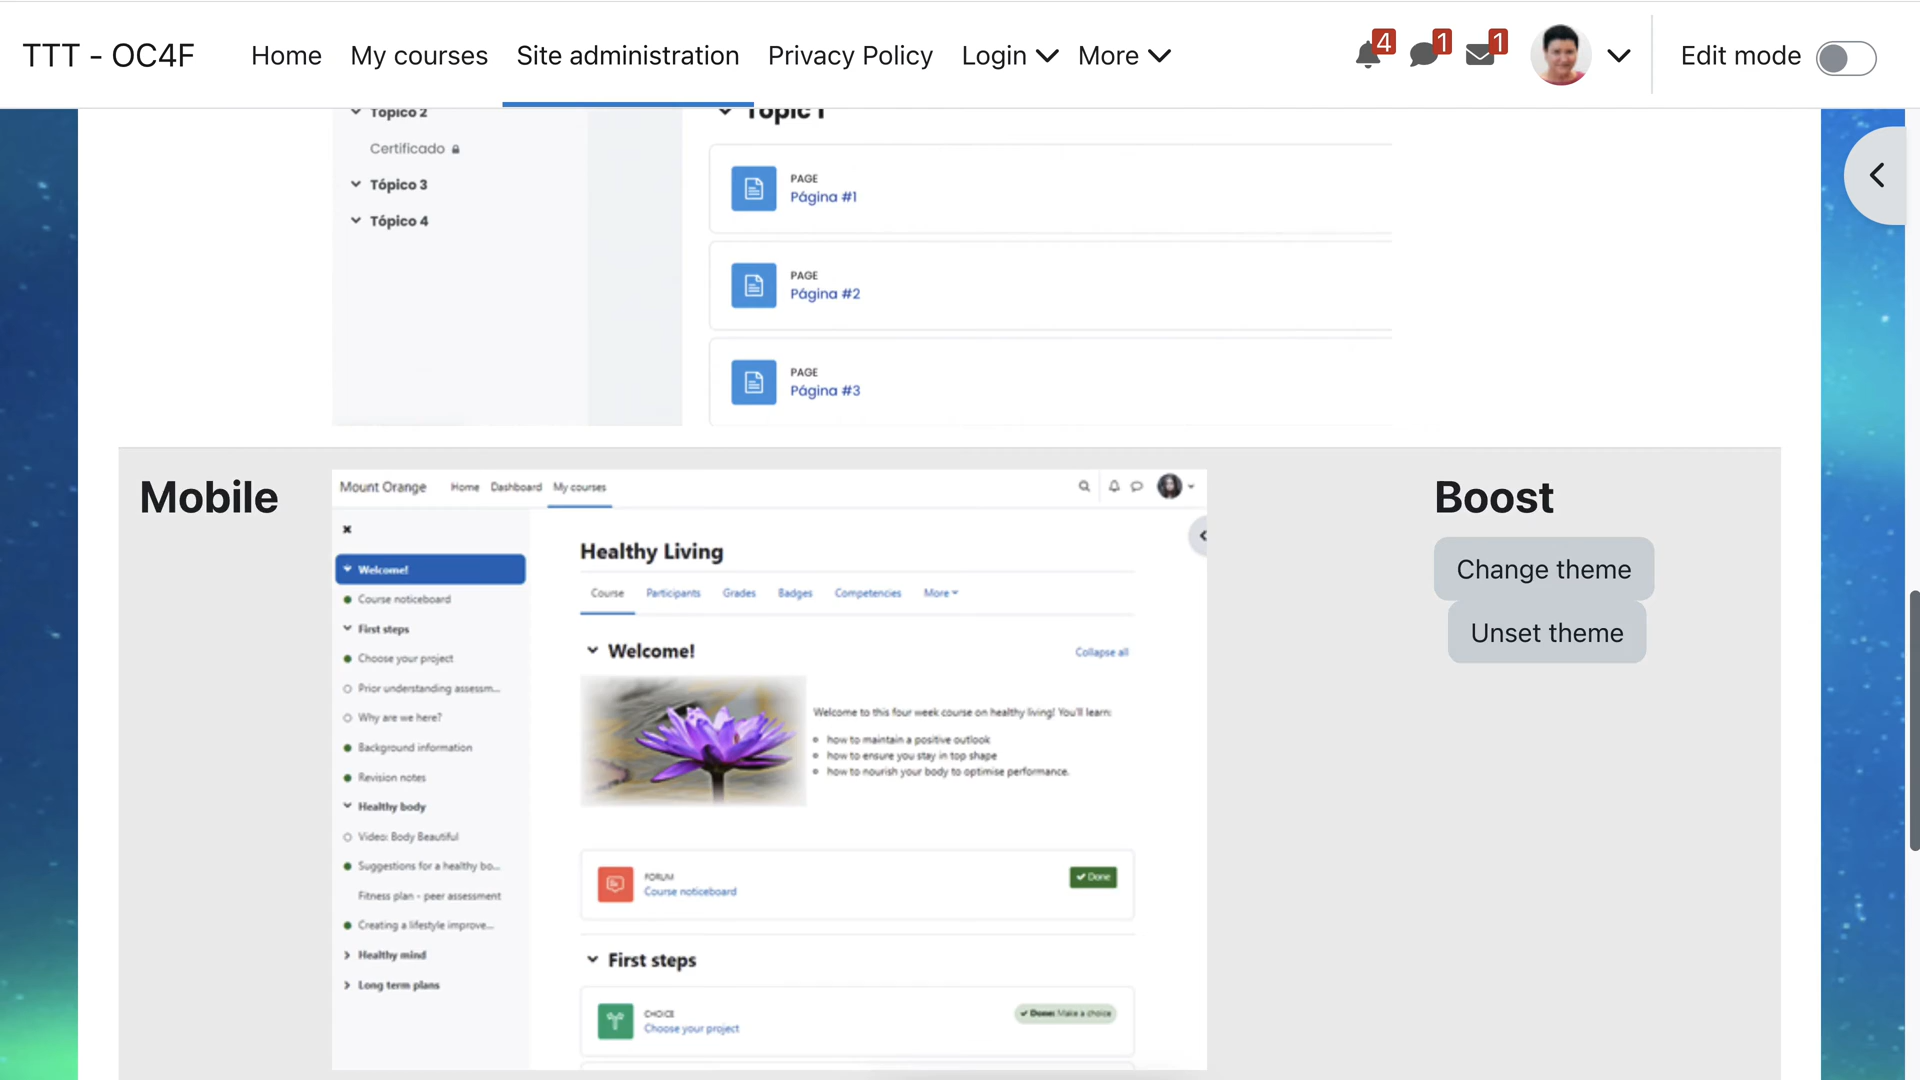 TTT - OC4F Home My courses Site administration Privacy Policy Login More 4 1 1 Edit mode
Tópico 2
Certificado
Tópico 3
Tópico 4
Topic 1
PAGE
Página #1
PAGE
Página #2
PAGE
Página #3
Mobile
Mount Orange Home Dashboard My courses
Welcome!
Course noticeboard
First steps
Choose your project
Prior understanding assessm...
Why are we here?
Background information
Revision notes
Healthy body
Video: Body Beautiful
Suggestions for a healthy bo...
Fitness plan - peer assessment
Creating a lifestyle improve...
Healthy mind
Long term plans
Healthy Living
Course Participants Grades Badges Competencies More
Welcome! Collapse all
Welcome to this four week course on healthy living! You'll learn:
how to maintain a positive outlook
how to ensure you stay in top shape
how to nourish your body to optimise performance.
FORUM
Course noticeboard
Done
First steps
CHOICE
Choose your project
Done: Make a choice
Boost
Change theme
Unset theme